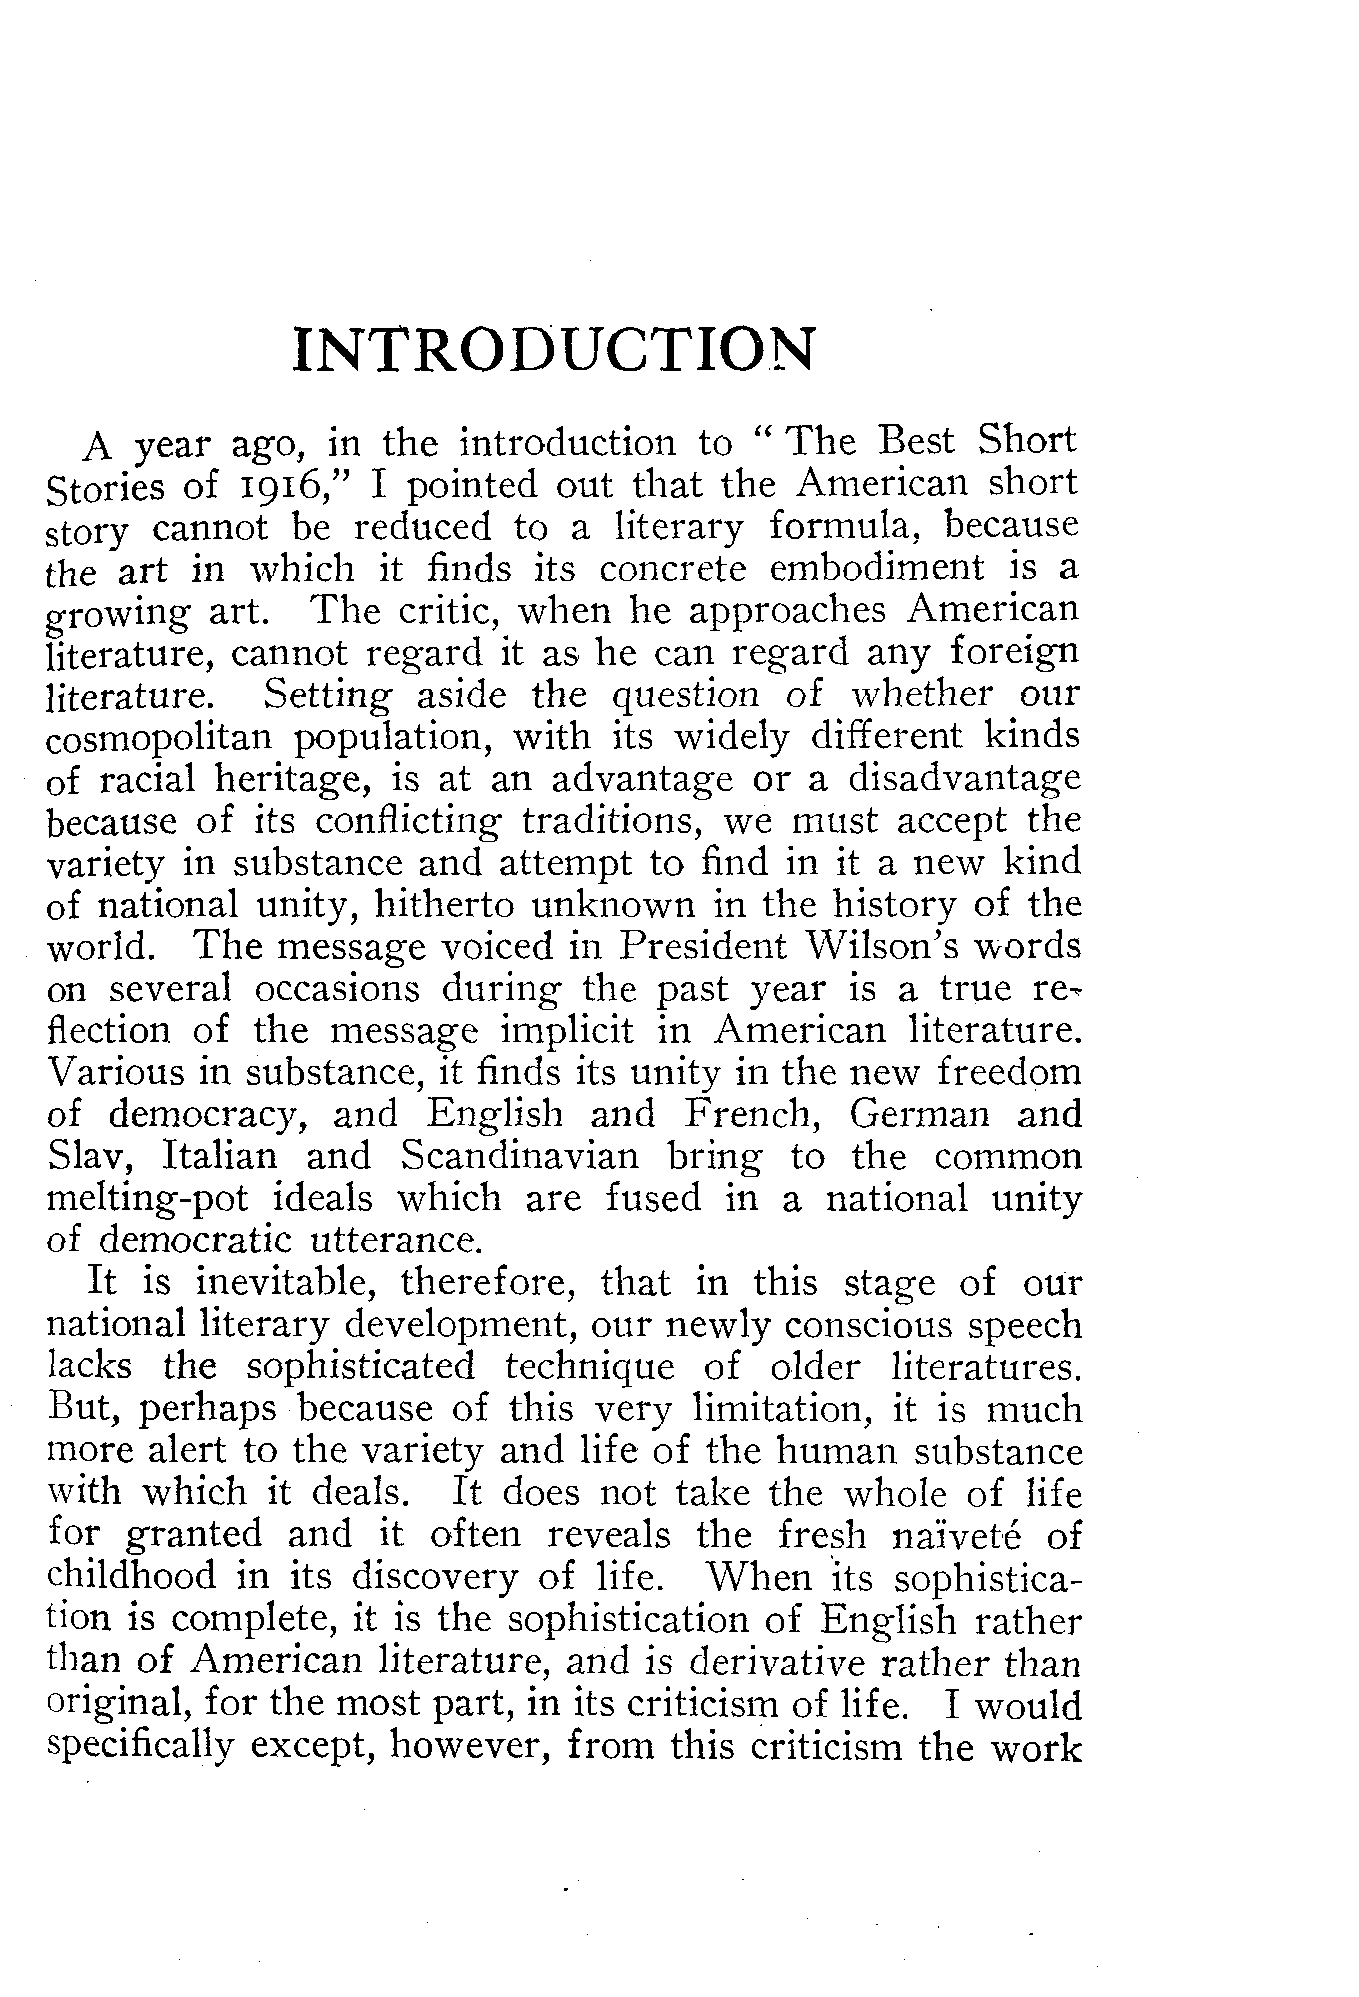 INTRODUCTION
A year ago, in the introduction to “ The Best Short
Stories of 1916,” I pointed out that the American short
story cannot be reduced to a literary formula, because
the art in which it finds its concrete embodiment is a
growing art. The critic, when he approaches American
literature, cannot regard it as he can regard any foreign
literature. Setting aside the question of whether our
cosmopolitan population, with its widely different kinds
of racial heritage, is at an advantage or a disadvantage
because of its conflicting traditions, we must accept the
variety in substance and attempt to find in it a new kind
of national unity, hitherto unknown in the history of the
world. The message voiced in President Wilson’s words
on several occasions during the past year is a true re-
flection of the message implicit in American literature.
Various in substance, it finds its unity in the new freedom
of democracy, and English and French, German and
Slav, Italian and Scandinavian bring to the common
melting-pot ideals which are fused in a national unity
of democratic utterance.
It is inevitable, therefore, that in this stage of our
national literary development, our newly conscious speech
lacks the sophisticated technique of older literatures.
But, perhaps because of this very limitation, it is much
more alert to the variety and life of the human substance
with which it deals. It does not take the whole of life
for granted and it often reveals the fresh naïveté of
childhood in its discovery of life. When its sophistica-
tion is complete, it is the sophistication of English rather
than of American literature, and is derivative rather than
original, for the most part, in its criticism of life. I would
specifically except, however, from this criticism the work